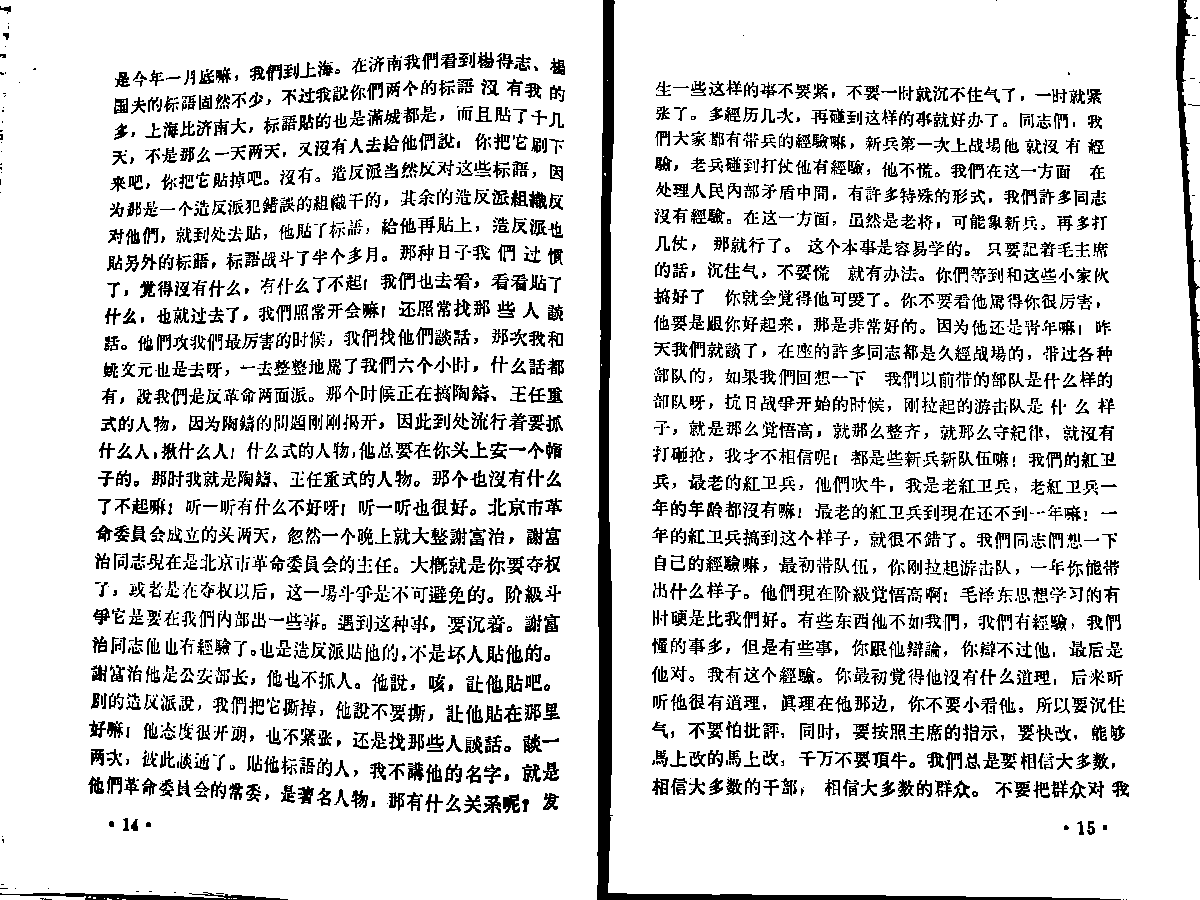 是今年一月底嘛，我們到上海。在济南我們看到楊得志、楊
国夫的标語固然不少，不过我說你們两个的标語沒有我的
多，上海比济南大，标語貼的也是滿城都是，而且貼了十几
天，不是那么一天两天，又沒有人去給他們說：你把它刷下
来吧，你把它貼掉吧。沒有。造反派当然反对这些标語，因
为那是一个造反派犯錯誤的組織干的，其余的造反派組織反
对他們，就到处去貼，他貼了标語，給他再貼上，造反派也
貼另外的标語，标語战斗了半个多月。那种日子我們过慣
了，覚得沒有什么，有什么了不起！我們也去看，看看貼了
什么，也就过去了，我們照常开会嘛！还照常找那些人談
話。他們攻我們最厉害的时候，我們找他們談話，那次我和
姚文元也是去呀，一去整整地駡了我們六个小时，什么話都
有，說我們是反革命两面派。那个时候正在搞陶鑄、王任重
式的人物，因为陶鑄的問題刚刚揭开，因此到处流行着要抓
什么人，揪什么人！什么式的人物，他总要在你头上安一个帽
子的。那时我就是陶鑄、王任重式的人物。那个也沒有什么
了不起嘛！听一听有什么不好呀！听一听也很好。北京市革
命委員会成立的头两天，忽然一个晚上就大整謝富治，謝富
治同志現在是北京市革命委員会的主任。大概就是你要夺权
了，或者是在夺权以后，这一場斗爭是不可避免的。阶級斗
爭它是要在我們内部出一些事。遇到这种事，要沉着。謝富
治同志他也有經驗了。也是造反派貼他的，不是坏人貼他的。
謝富治他是公安部长，他也不抓人。他說，咳，让他貼吧。
别的造反派說，我們把它撕掉，他說不要撕，让他貼在那里
好嘛！他态度很开朗，也不紧张，还是找那些人談話。談一
两次，彼此談通了。貼他标語的人，我不講他的名字，就是
他們革命委員会的常委，是著名人物，那有什么关系呢？发
·14·
生一些这样的事不要紧，不要一时就沉不住气了，一时就紧
张了。多經历几次，再碰到这样的事就好办了。同志們，我
們大家都有带兵的經驗嘛，新兵第一次上战場他就沒有經
驗，老兵碰到打仗他有經驗，他不慌。我們在这一方面 在
处理人民内部矛盾中間，有許多特殊的形式，我們許多同志
沒有經驗。在这一方面，虽然是老将，可能象新兵。再多打
几仗，那就行了。这个本事是容易学的。只要記着毛主席
的話，沉住气，不要慌 就有办法。你們等到和这些小家伙
搞好了 你就会覚得他可爱了。你不要看他駡得你很厉害，
他要是跟你好起来，那是非常好的。因为他还是青年嘛！昨
天我們就談了，在座的許多同志都是久經战場的，带过各种
部队的，如果我們回想一下 我們以前带的部队是什么样的
部队呀，抗日战爭开始的时候，刚拉起的游击队是什么样
子，就是那么覚悟高，就那么整齐，就那么守紀律，就沒有
打砸抢，我才不相信呢！都是些新兵新队伍嘛！我們的紅卫
兵，最老的紅卫兵，他們吹牛，我是老紅卫兵，老紅卫兵一
年的年龄都沒有嘛！最老的紅卫兵到現在还不到一年嘛！一
年的紅卫兵搞到这个样子，就很不錯了。我們同志們想一下
自己的經驗嘛，最初带队伍，你刚拉起游击队，一年你能带
出什么样子。他們現在阶級覚悟高啊！毛泽东思想学习的有
时硬是比我們好。有些东西他不如我們，我們有經驗，我們
懂的事多，但是有些事，你跟他辯論，你辯不过他，最后是
他对。我有这个經驗。你最初覚得他沒有什么道理，后来听
听他很有道理，眞理在他那边，你不要小看他。所以要沉住
气，不要怕批評，同时，要按照主席的指示，要快改，能够
馬上改的馬上改，千万不要頂牛。我們总是要相信大多数，
相信大多数的干部，相信大多数的群众。不要把群众对我
·15·